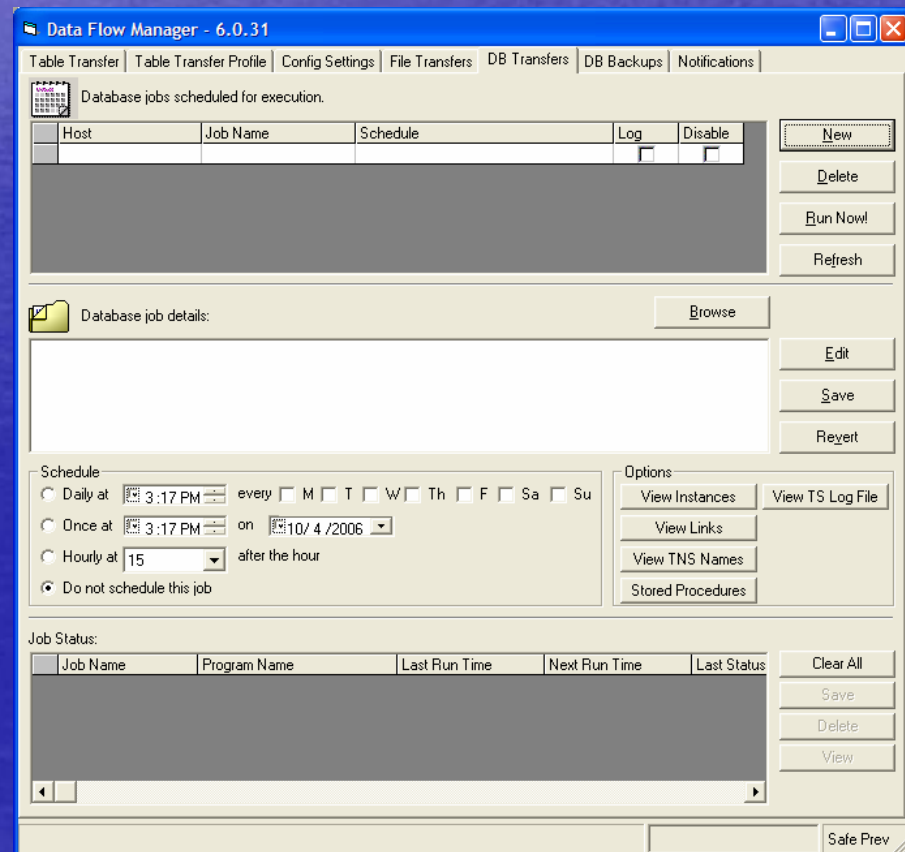 Data Flow Manager - 6.0.31
Table Transfer Table Transfer Profile Config Settings File Transfers DB Transfers DB Backups Notifications
Database jobs scheduled for execution.
Host Job Name Schedule Log Disable
New
Delete
Run Now!
Refresh
Database job details:
Browse
Edit
Save
Revert
Schedule
Daily at 3:17 PM every M T W Th F Sa Su
Once at 3:17 PM on 10/ 4 /2006
Hourly at 15 after the hour
Do not schedule this job
Options
View Instances View TS Log File
View Links
View TNS Names
Stored Procedures
Job Status:
Job Name Program Name Last Run Time Next Run Time Last Status
Clear All
Save
Delete
View
Safe Prev